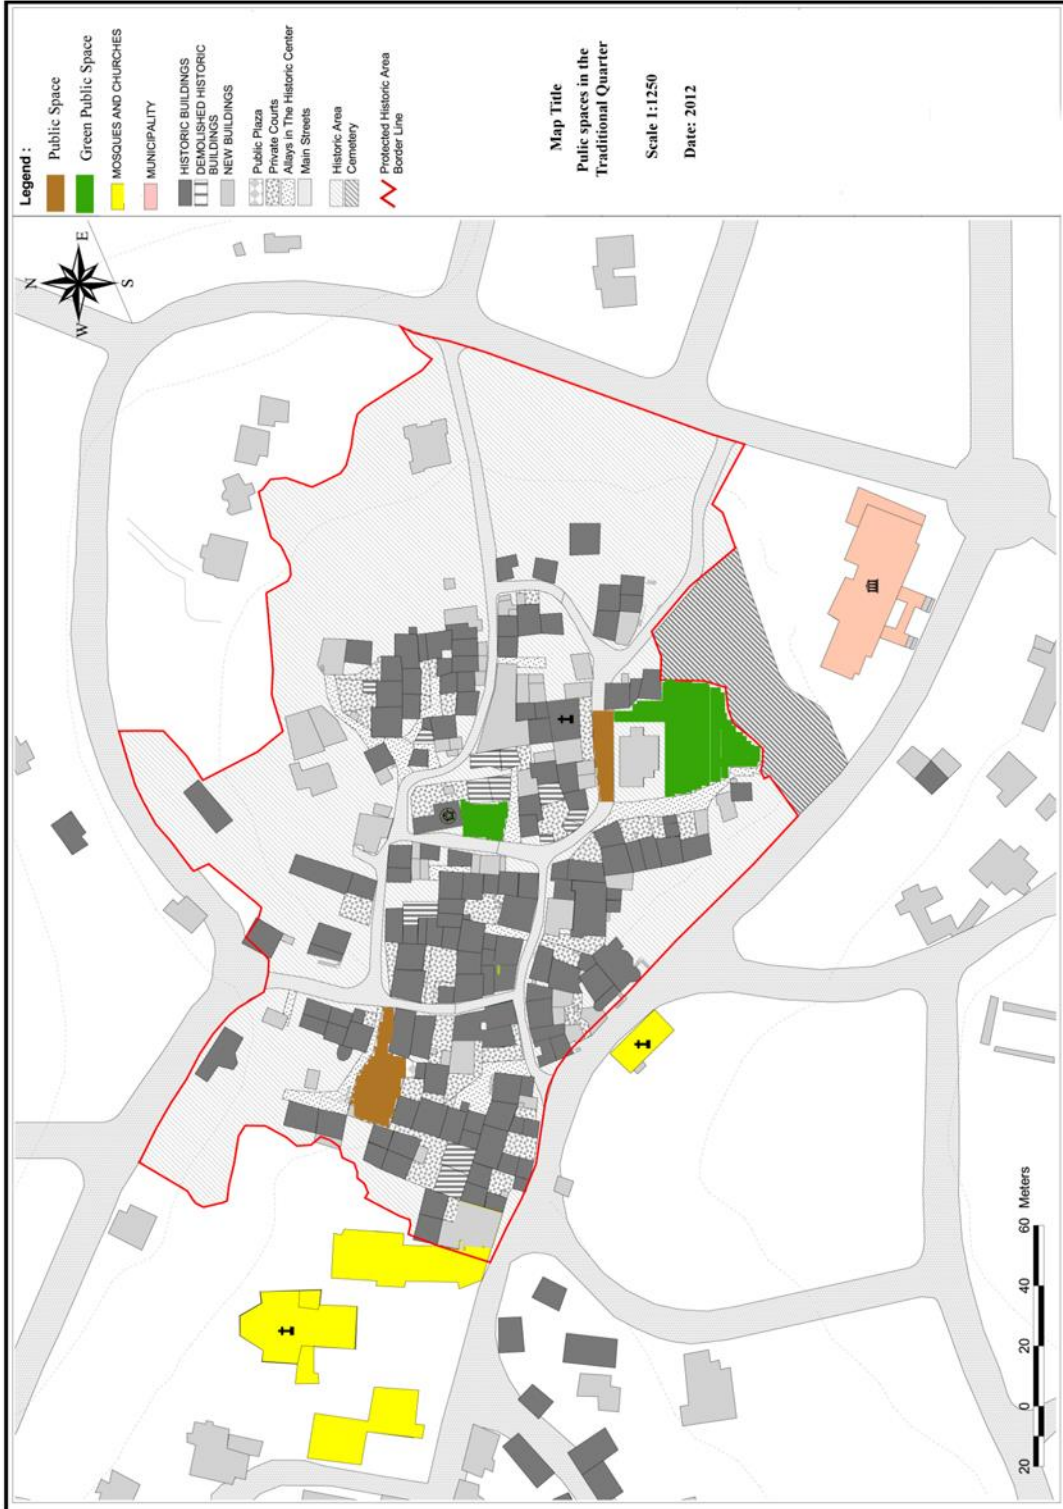 Legend :
Public Space
Green Public Space
MOSQUES AND CHURCHES
MUNICIPALITY
HISTORIC BUILDINGS
DEMOLISHED HISTORIC
BUILDINGS
NEW BUILDINGS
Public Plaza
Private Courts
Allays in The Historic Center
Main Streets
Historic Area
Cemetery
Protected Historic Area
Border Line
Map Title
Pulic spaces in the
Traditional Quarter
Scale 1:1250
Date: 2012
N
E
S
W
20 0 20 40 60 Meters